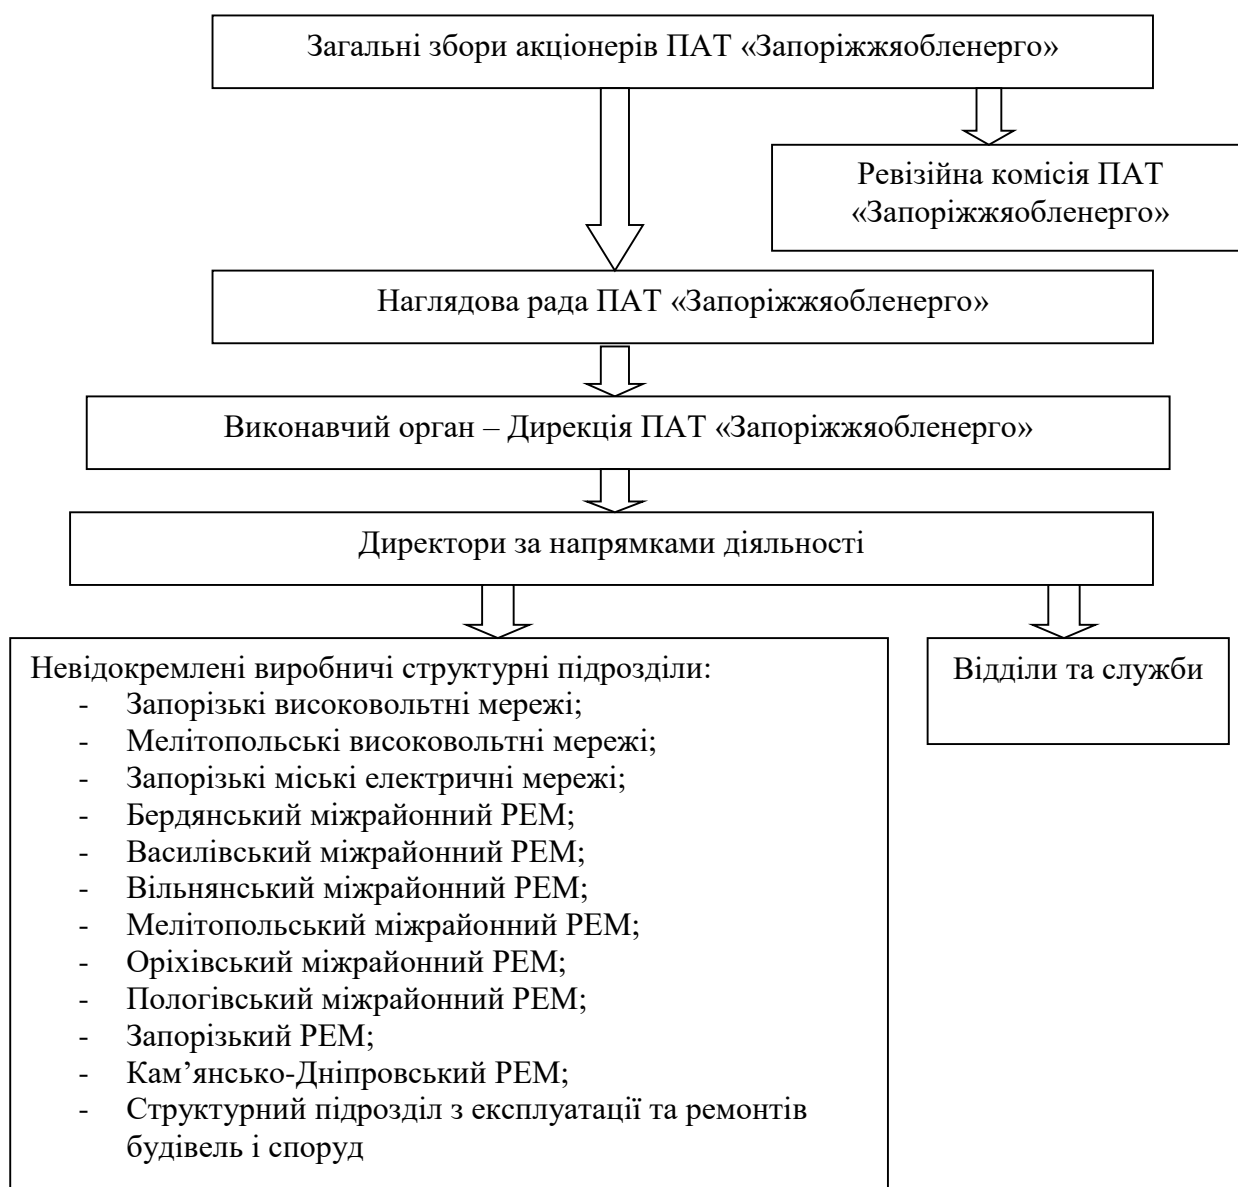 Загальні збори акціонерів ПАТ «Запоріжжяобленерго»
Ревізійна комісія ПАТ
«Запоріжжяобленерго»
Наглядова рада ПАТ «Запоріжжяобленерго»
Виконавчий орган – Дирекція ПАТ «Запоріжжяобленерго»
Директори за напрямками діяльності
Невідокремлені виробничі структурні підрозділи:
- Запорізькі високовольтні мережі;
- Мелітопольські високовольтні мережі;
- Запорізькі міські електричні мережі;
- Бердянський міжрайонний РЕМ;
- Василівський міжрайонний РЕМ;
- Вільнянський міжрайонний РЕМ;
- Мелітопольський міжрайонний РЕМ;
- Оріхівський міжрайонний РЕМ;
- Пологівський міжрайонний РЕМ;
- Запорізький РЕМ;
- Кам’янсько-Дніпровський РЕМ;
- Структурний підрозділ з експлуатації та ремонтів
будівель і споруд
Відділи та служби